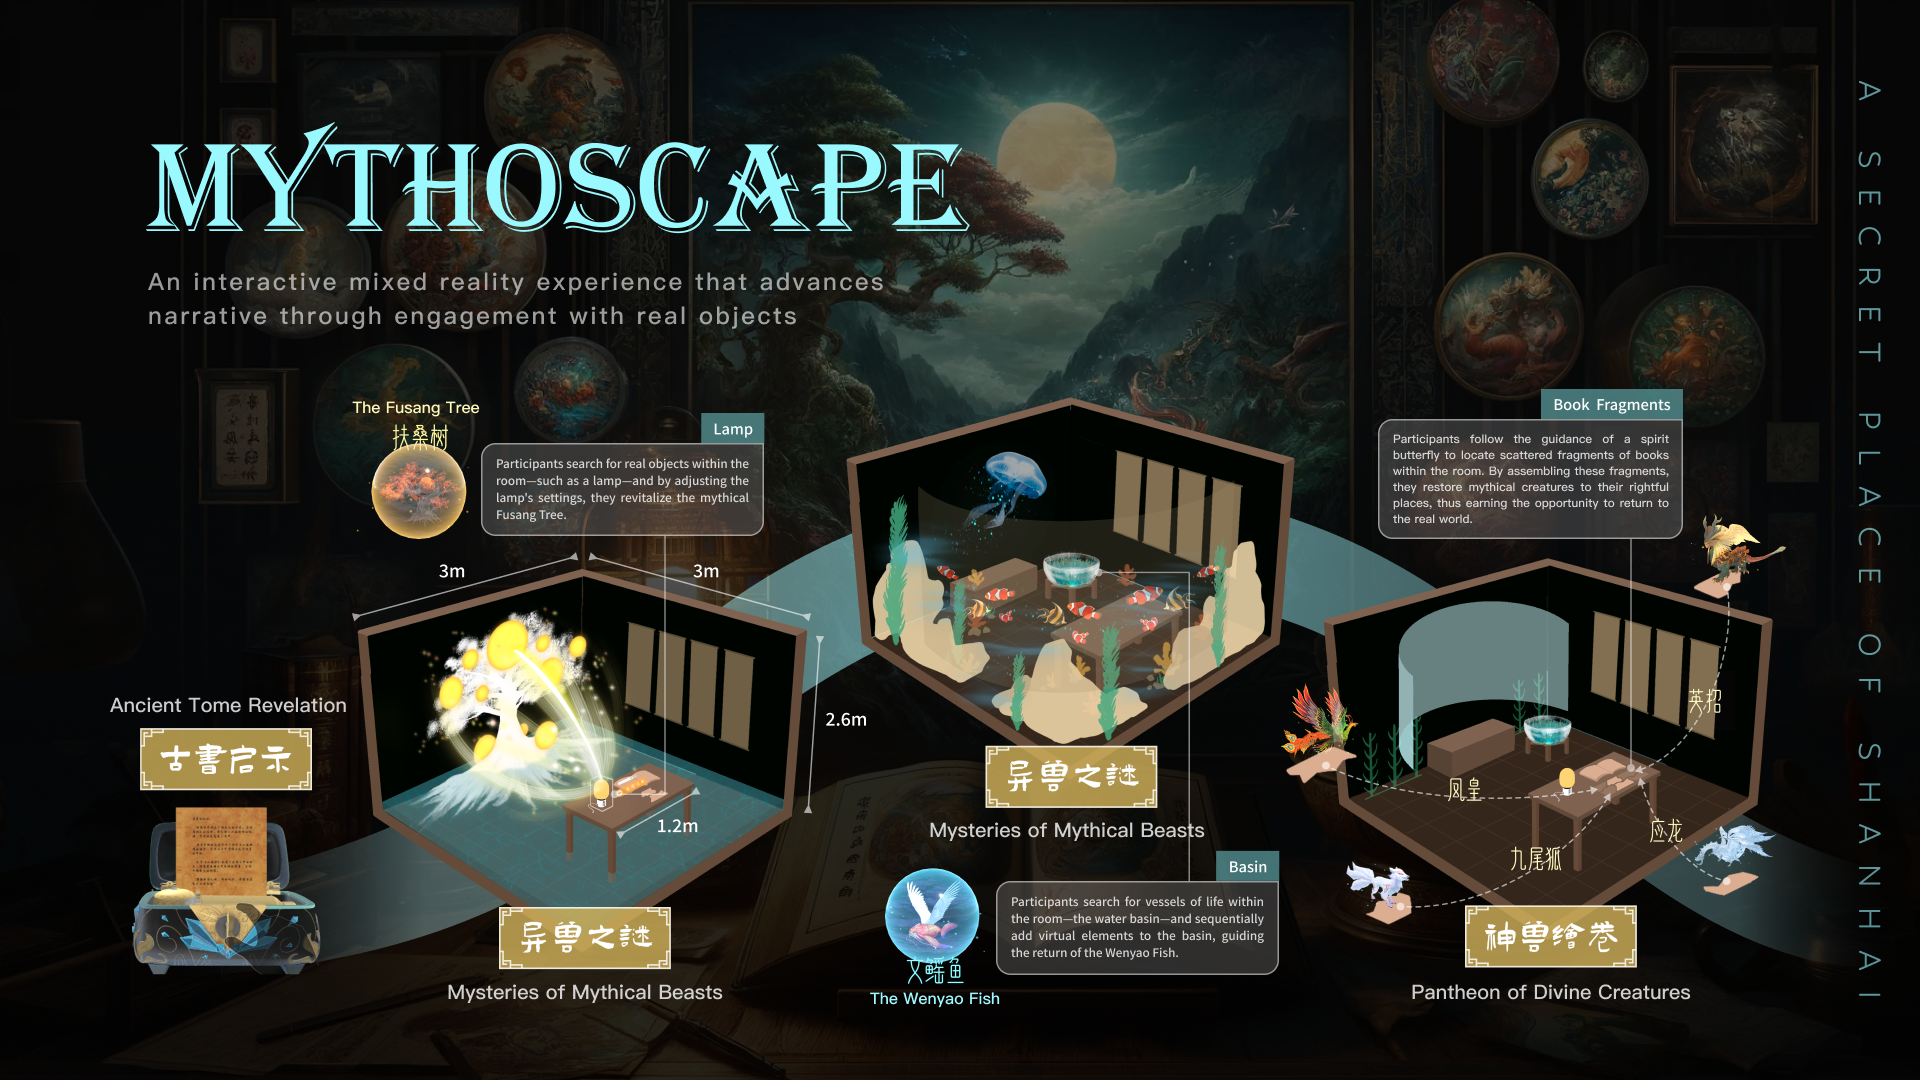 MYTHOSCAPE
An interactive mixed reality experience that advances
narrative through engagement with real objects
A SECRET PLACE OF SHANHAI
The Fusang Tree
扶桑树
Lamp
Participants search for real objects within the
room—such as a lamp—and by adjusting the
lamp's settings, they revitalize the mythical
Fusang Tree.
3m
3m
2.6m
1.2m
Ancient Tome Revelation
古書启示
异兽之謎
Mysteries of Mythical Beasts
异兽之謎
Mysteries of Mythical Beasts
Basin
Participants search for vessels of life within
the room—the water basin—and sequentially
add virtual elements to the basin, guiding
the return of the Wenyao Fish.
文鳐鱼
The Wenyao Fish
Book Fragments
Participants follow the guidance of a spirit
butterfly to locate scattered fragments of books
within the room. By assembling these fragments,
they restore mythical creatures to their rightful
places, thus earning the opportunity to return to
the real world.
英招
凤皇
应龙
九尾狐
神兽繪卷
Pantheon of Divine Creatures